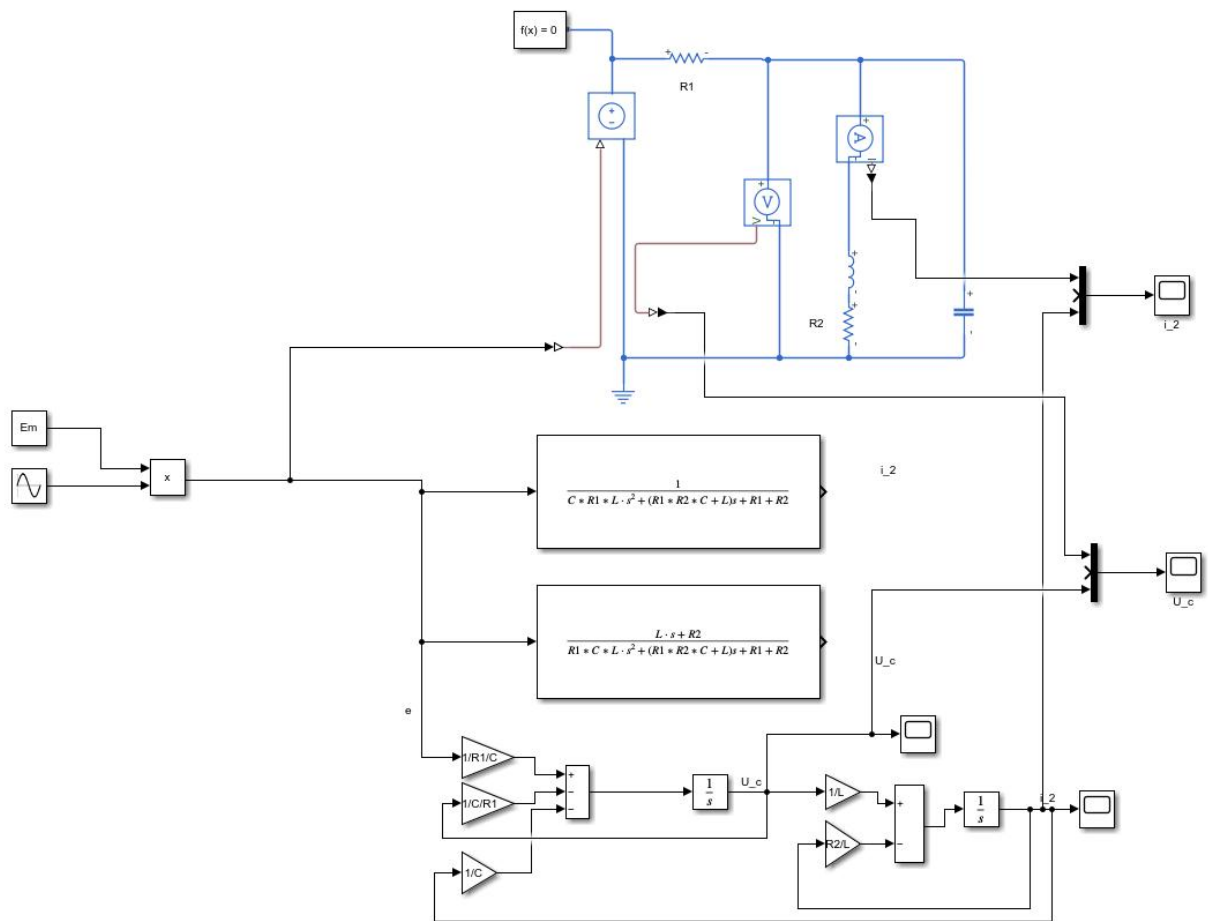 f(x) = 0
+
-
R1
+
-
+
A
+
V
V
I
+
-
+
-
R2
+
-
i_2
Em
x
1
C * R1 * L · s² + (R1 * R2 * C + L)s + R1 + R2
i_2
L · s + R2
R1 * C * L · s² + (R1 * R2 * C + L)s + R1 + R2
U_c
U_c
e
1/R1/C
+
−
−
1/C/R1
1
s
U_c
1/L
+
−
R2/L
1
s
i_2
1/C